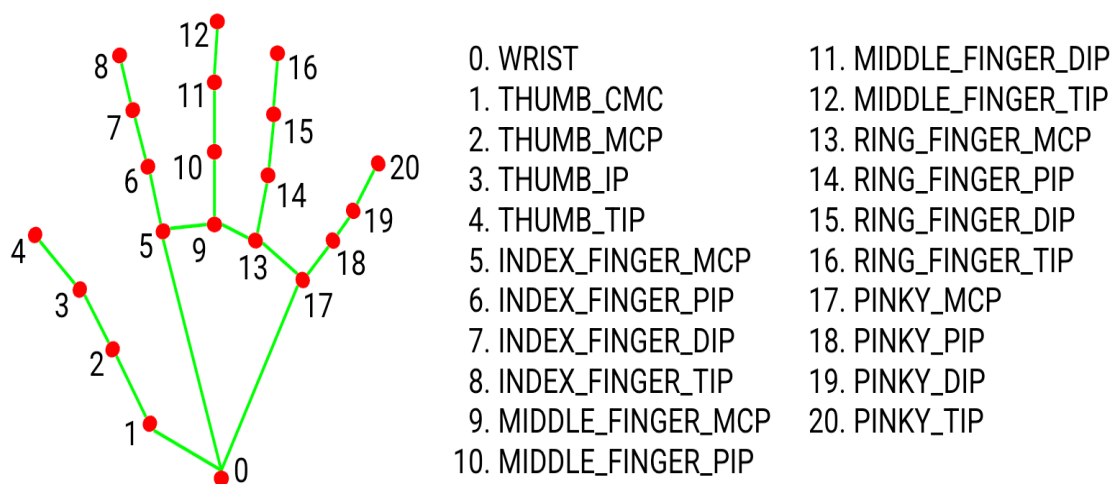 12
8
16
11
7
15
10
6
20
14
4
5
9
19
13
18
3
17
2
1
0
0. WRIST
1. THUMB_CMC
2. THUMB_MCP
3. THUMB_IP
4. THUMB_TIP
5. INDEX_FINGER_MCP
6. INDEX_FINGER_PIP
7. INDEX_FINGER_DIP
8. INDEX_FINGER_TIP
9. MIDDLE_FINGER_MCP
10. MIDDLE_FINGER_PIP
11. MIDDLE_FINGER_DIP
12. MIDDLE_FINGER_TIP
13. RING_FINGER_MCP
14. RING_FINGER_PIP
15. RING_FINGER_DIP
16. RING_FINGER_TIP
17. PINKY_MCP
18. PINKY_PIP
19. PINKY_DIP
20. PINKY_TIP